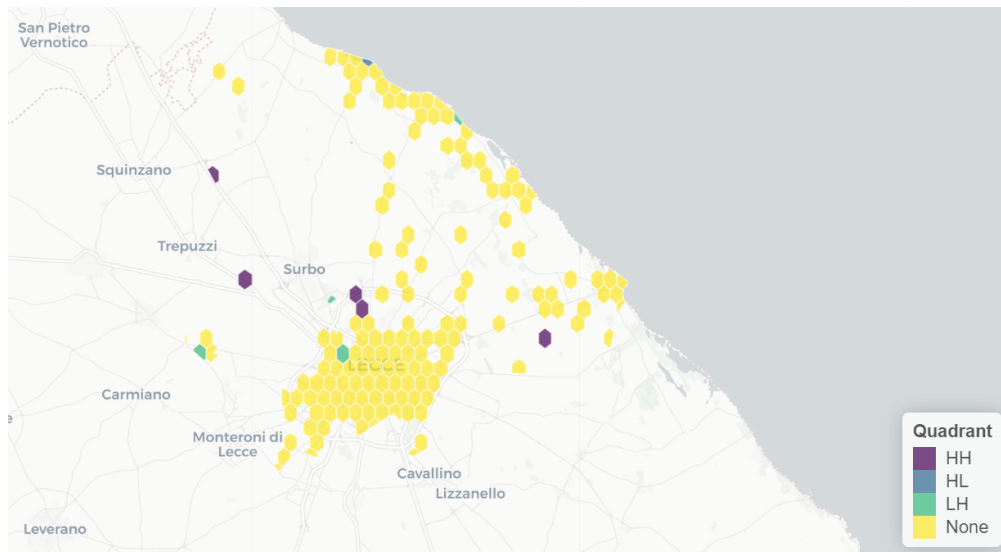 San Pietro
Vernotico
Squinzano
Trepuzzi
Surbo
LECCE
Carmiano
Monteroni di
Lecce
Cavallino
Lizzanello
Leverano
e
Quadrant
HH
HL
LH
None